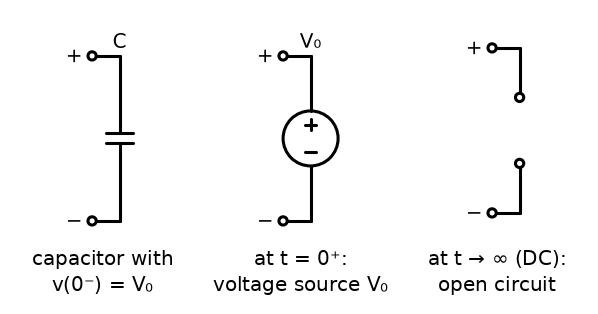 C
V₀
+
+
+
+
−
−
−
−
capacitor with
v(0⁻) = V₀
at t = 0⁺:
voltage source V₀
at t → ∞ (DC):
open circuit